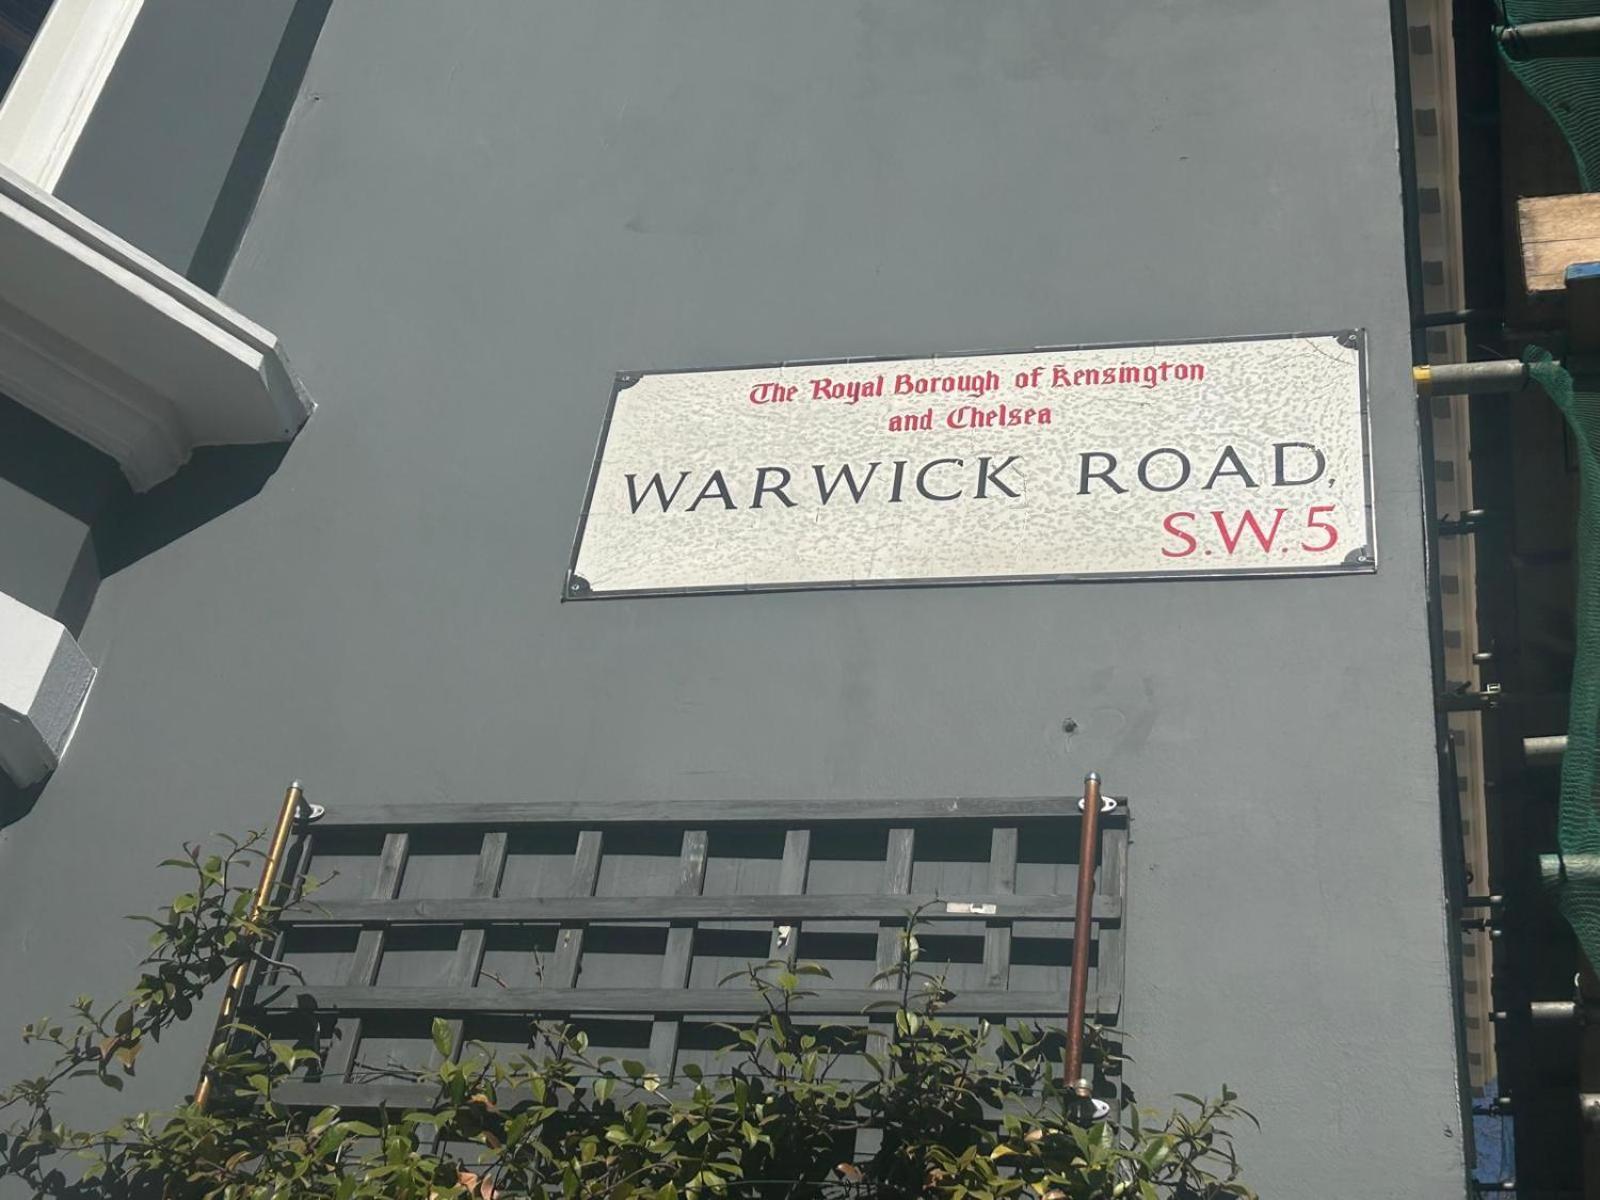 The Royal Borough of Kensington
and Chelsea
WARWICK ROAD,
S.W.5